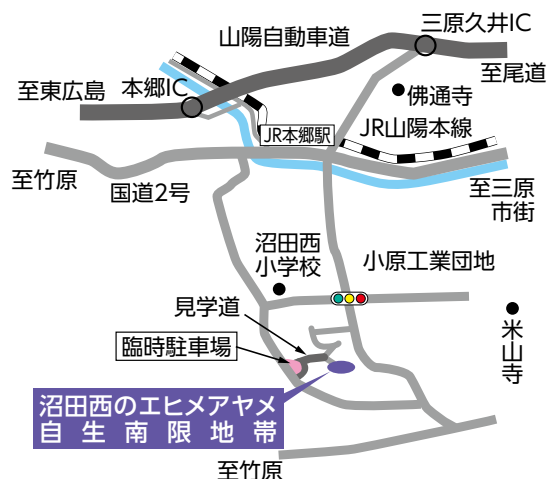 三原久井IC
山陽自動車道
至尾道
本郷IC
至東広島
佛通寺
JR本郷駅
JR山陽本線
至竹原
国道2号
至三原
市街
沼田西
小学校
小原工業団地
見学道
臨時駐車場
米山寺
沼田西のエヒメアヤメ
自生南限地帯
至竹原